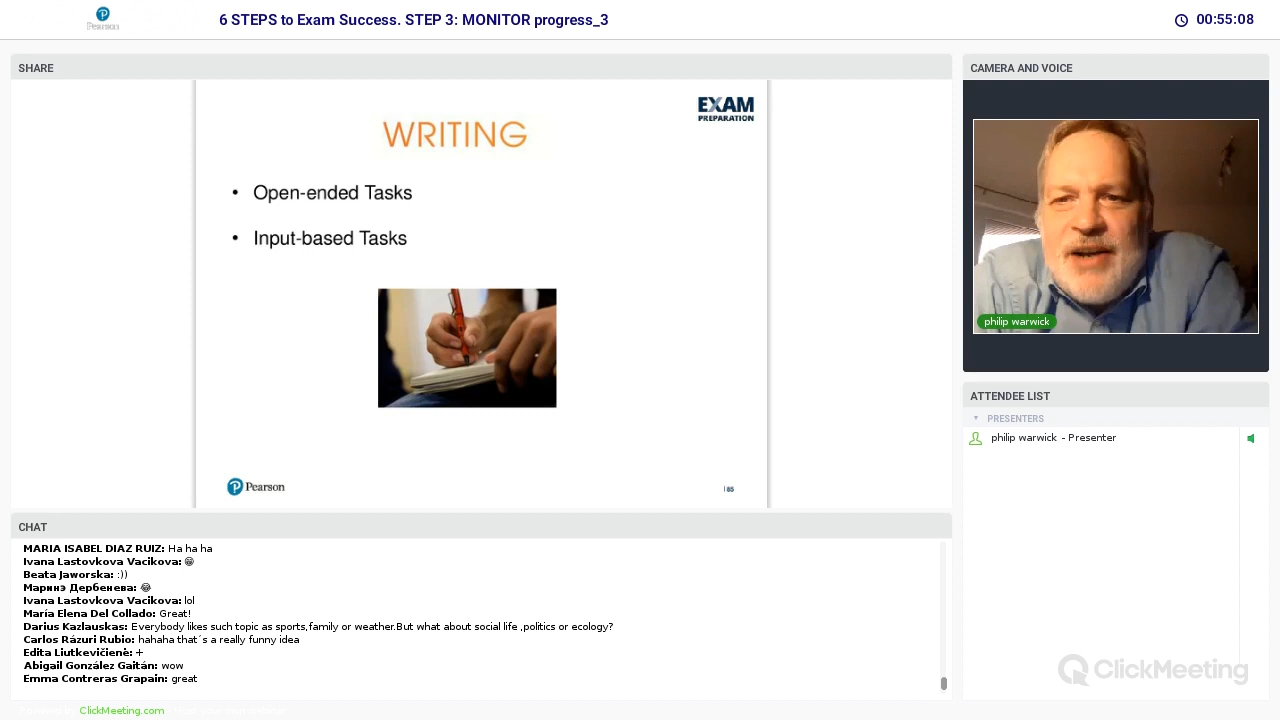 Pearson
6 STEPS to Exam Success. STEP 3: MONITOR progress_3
00:55:08
SHARE
EXAM
PREPARATION
WRITING
• Open-ended Tasks
• Input-based Tasks
Pearson
85
CAMERA AND VOICE
philip warwick
ATTENDEE LIST
PRESENTERS
philip warwick - Presenter
ClickMeeting
CHAT
MARIA ISABEL DIAZ RUIZ: Ha ha ha
Ivana Lastovkova Vacikova: 😁
Beata Jaworska: :))
Маринэ Дербенева: 😂
Ivana Lastovkova Vacikova: lol
María Elena Del Collado: Great!
Darius Kazlauskas: Everybody likes such topic as sports,family or weather.But what about social life ,politics or ecology?
Carlos Rázuri Rubio: hahaha that´s a really funny idea
Edita Liutkevičienė: +
Abigail González Gaitán: wow
Emma Contreras Grapain: great
ClickMeeting.com